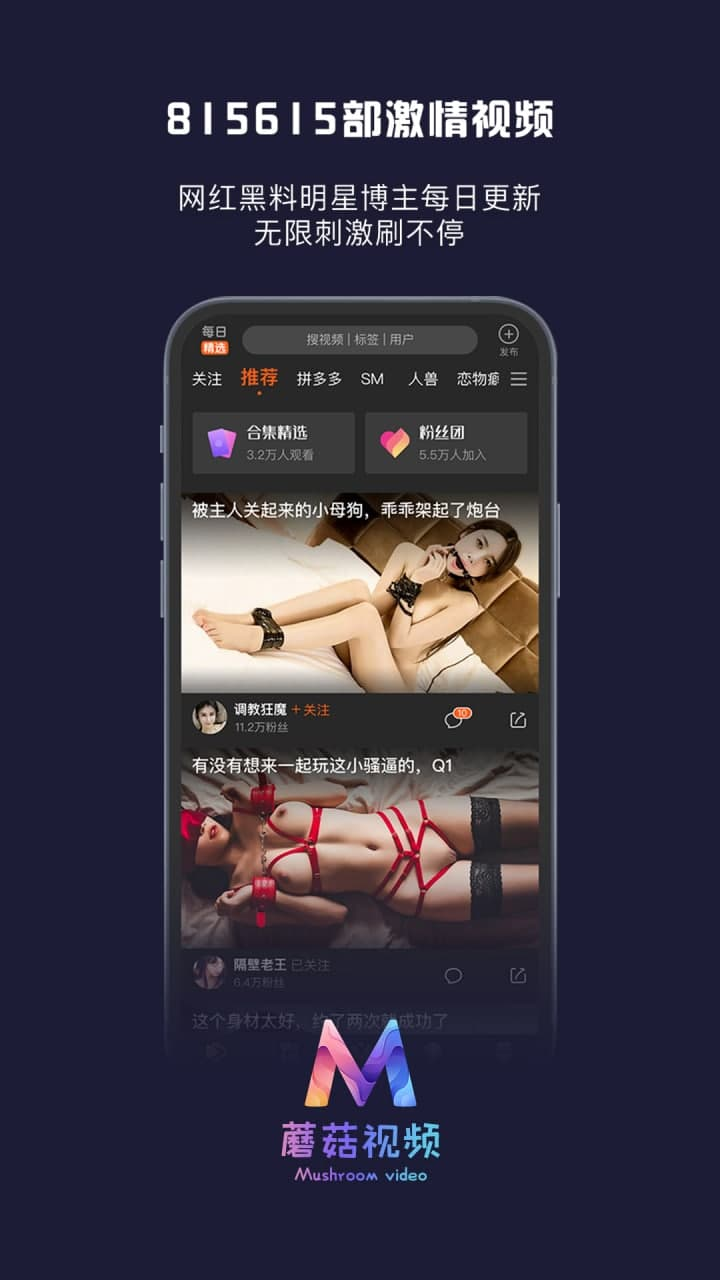 815615部激情视频
网红黑料明星博主每日更新
无限刺激刷不停
每日
精选
搜视频 | 标签 | 用户
发布
关注 推荐 拼多多 SM 人兽 恋物癖
合集精选
3.2万人观看
粉丝团
5.5万人加入
被主人关起来的小母狗，乖乖架起了炮台
调教狂魔 + 关注
11.2万粉丝
10
有没有想来一起玩这小骚逼的，Q1
隔壁老王 已关注
6.4万粉丝
这个身材太好，约了两次就成功了
M
蘑菇视频
Mushroom video